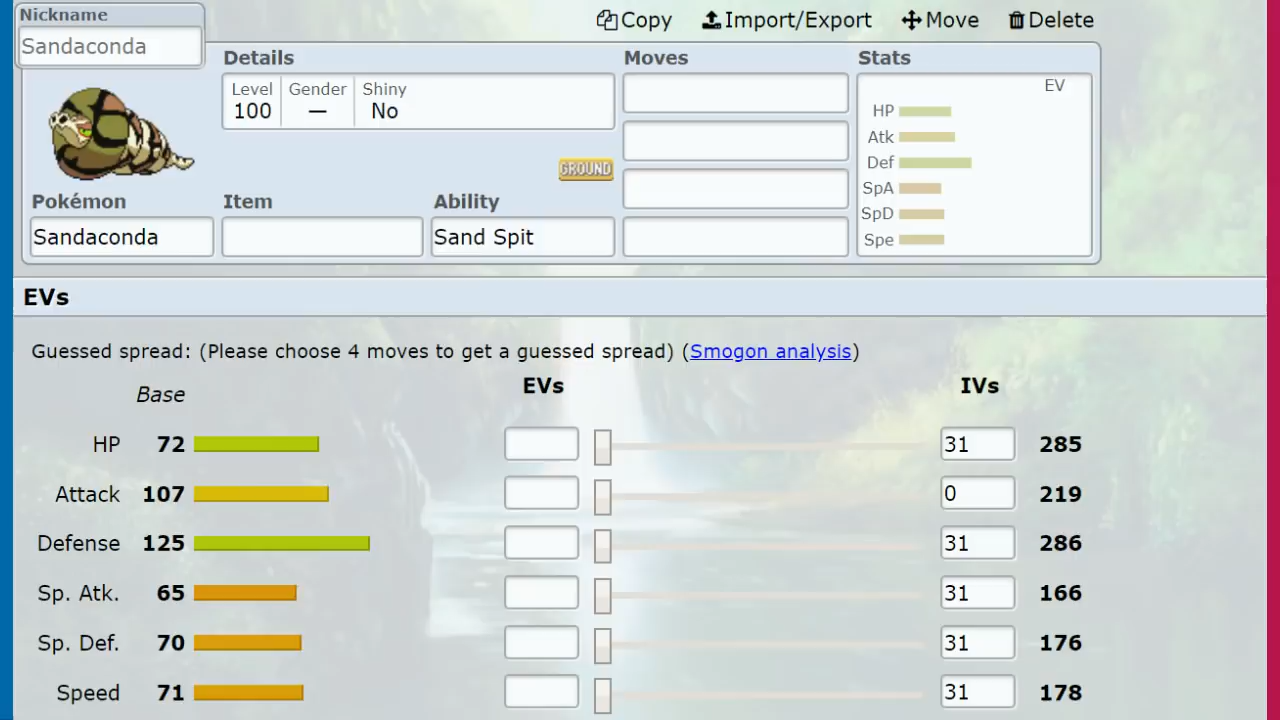 Nickname
Sandaconda
Copy Import/Export Move Delete
Details
Level Gender Shiny
100 — No
GROUND
Pokémon Item Ability
Sandaconda Sand Spit
Moves
Stats
EV
HP
Atk
Def
SpA
SpD
Spe
EVs
Guessed spread: (Please choose 4 moves to get a guessed spread) (Smogon analysis)
Base EVs IVs
HP 72 31 285
Attack 107 0 219
Defense 125 31 286
Sp. Atk. 65 31 166
Sp. Def. 70 31 176
Speed 71 31 178